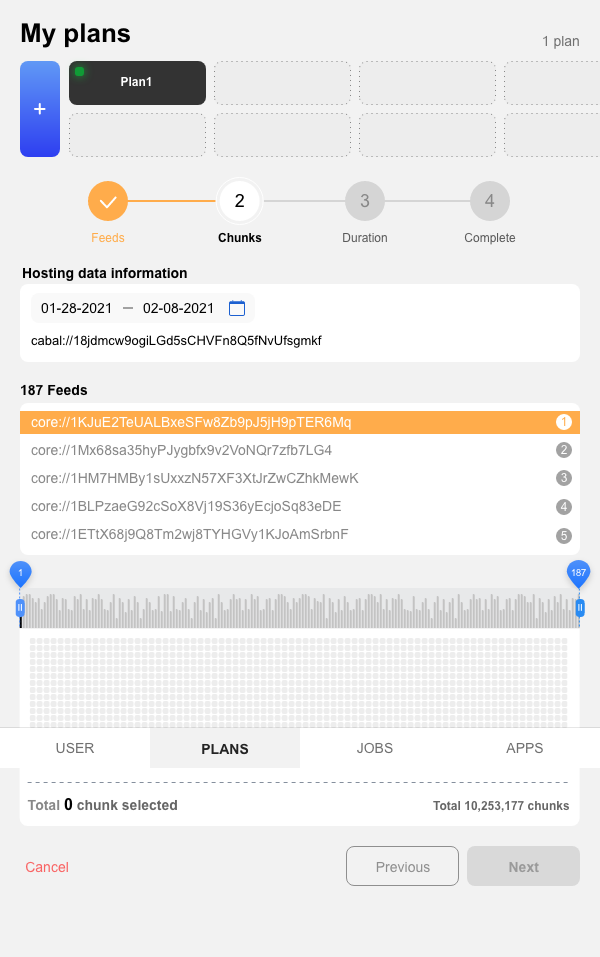 My plans
1 plan
+
Plan1
2
3
4
Feeds
Chunks
Duration
Complete
Hosting data information
01-28-2021 — 02-08-2021
cabal://18jdmcw9ogiLGd5sCHVFn8Q5fNvUfsgmkf
187 Feeds
core://1KJuE2TeUALBxeSFw8Zb9pJ5jH9pTER6Mq 1
core://1Mx68sa35hyPJygbfx9v2VoNQr7zfb7LG4 2
core://1HM7HMBy1sUxxzN57XF3XtJrZwCZhkMewK 3
core://1BLPzaeG92cSoX8Vj19S36yEcjoSq83eDE 4
core://1ETtX68j9Q8Tm2wj8TYHGVy1KJoAmSrbnF 5
1
187
USER
PLANS
JOBS
APPS
Total 0 chunk selected
Total 10,253,177 chunks
Cancel
Previous
Next